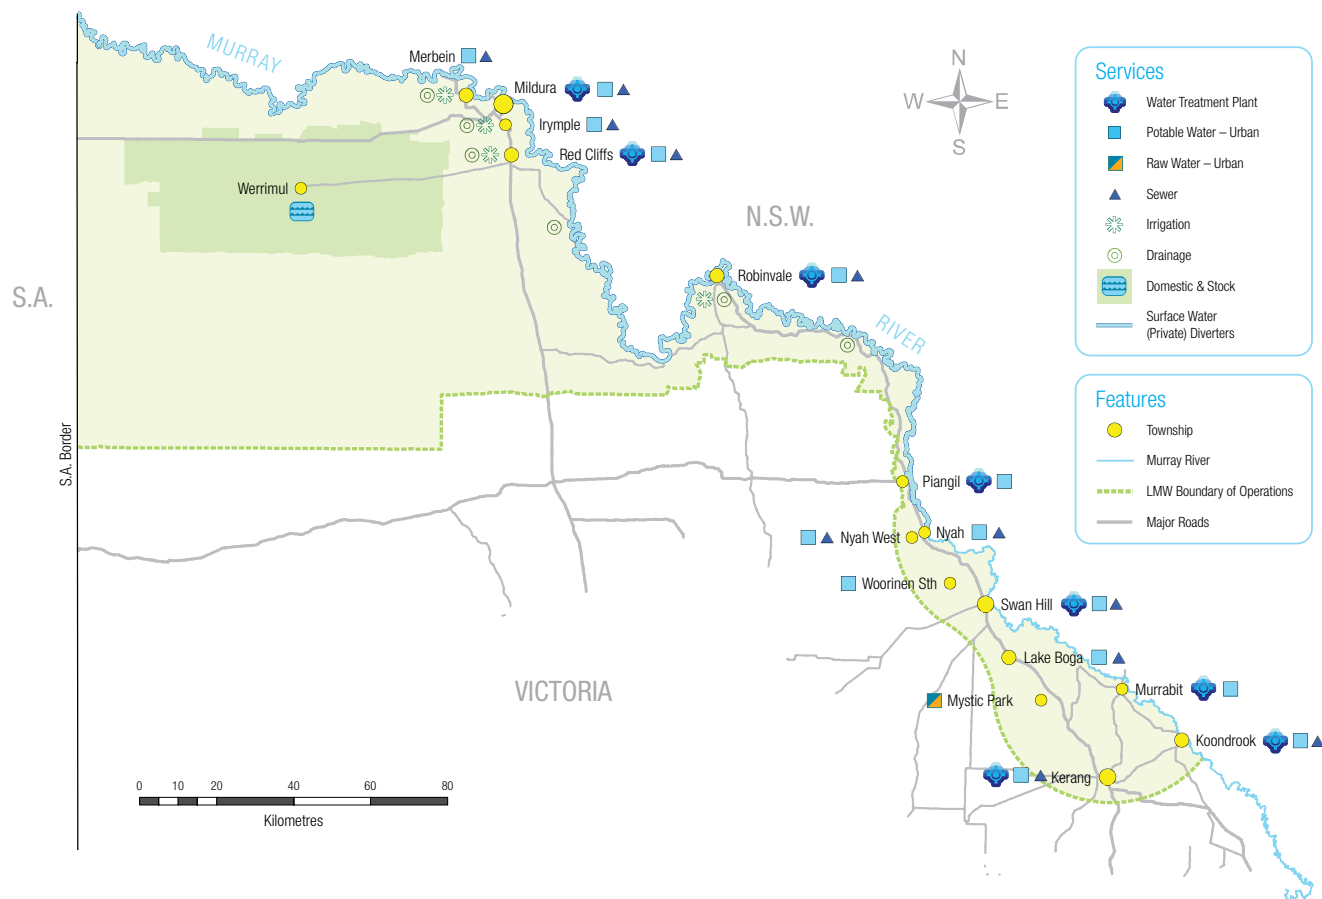 MURRAY
Merbein
Mildura
Irymple
Red Cliffs
Werrimul
N
W E
S
N.S.W.
S.A.
Robinvale
RIVER
S.A. Border
Piangil
Nyah West
Nyah
Woorinen Sth
Swan Hill
Lake Boga
VICTORIA
Murrabit
Mystic Park
Koondrook
Kerang
0 10 20 40 60 80
Kilometres
Services
Water Treatment Plant
Potable Water – Urban
Raw Water – Urban
Sewer
Irrigation
Drainage
Domestic & Stock
Surface Water
(Private) Diverters
Features
Township
Murray River
LMW Boundary of Operations
Major Roads